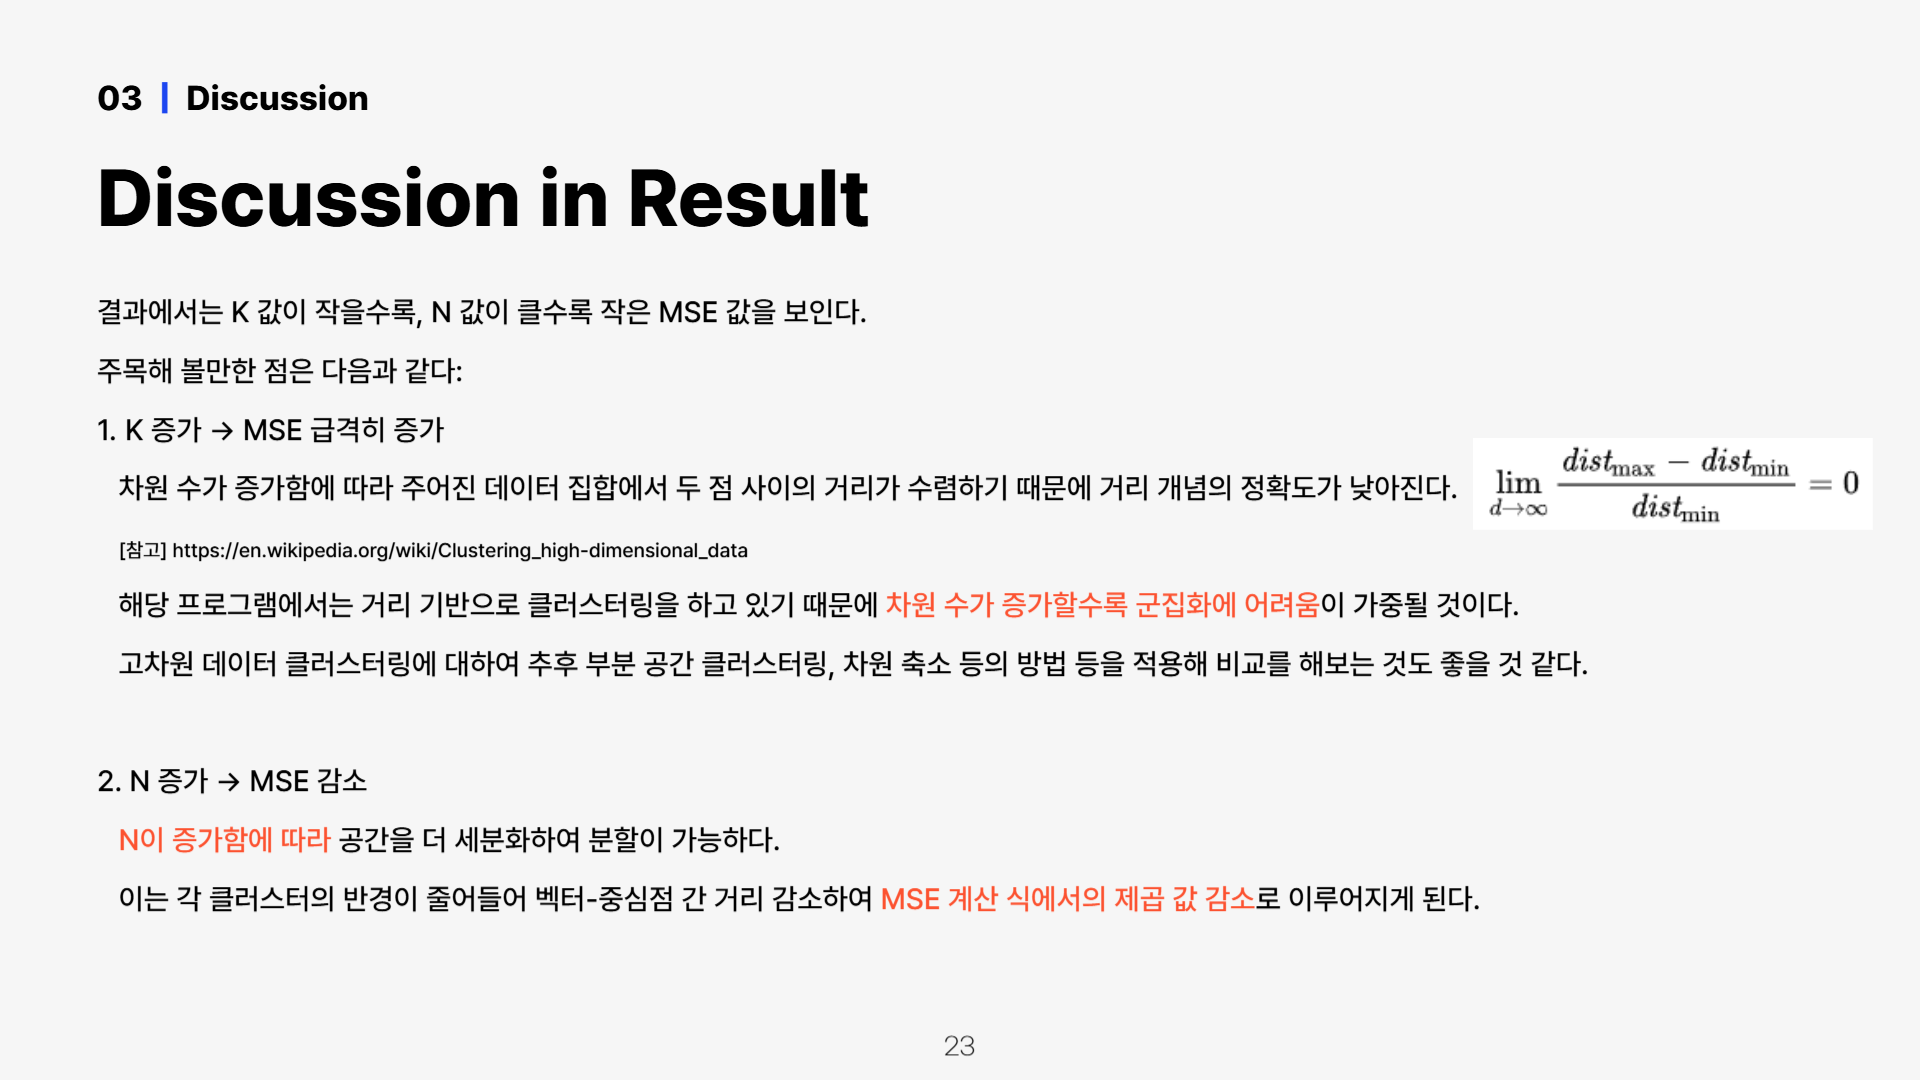 03 | Discussion
Discussion in Result
결과에서는 K 값이 작을수록, N 값이 클수록 작은 MSE 값을 보인다.
주목해 볼만한 점은 다음과 같다:
1. K 증가 → MSE 급격히 증가
차원 수가 증가함에 따라 주어진 데이터 집합에서 두 점 사이의 거리가 수렴하기 때문에 거리 개념의 정확도가 낮아진다.
lim d→∞ (dist_max − dist_min) / dist_min = 0
[참고] https://en.wikipedia.org/wiki/Clustering_high-dimensional_data
해당 프로그램에서는 거리 기반으로 클러스터링을 하고 있기 때문에 차원 수가 증가할수록 군집화에 어려움이 가중될 것이다.
고차원 데이터 클러스터링에 대하여 추후 부분 공간 클러스터링, 차원 축소 등의 방법 등을 적용해 비교를 해보는 것도 좋을 것 같다.
2. N 증가 → MSE 감소
N이 증가함에 따라 공간을 더 세분화하여 분할이 가능하다.
이는 각 클러스터의 반경이 줄어들어 벡터-중심점 간 거리 감소하여 MSE 계산 식에서의 제곱 값 감소로 이루어지게 된다.
23